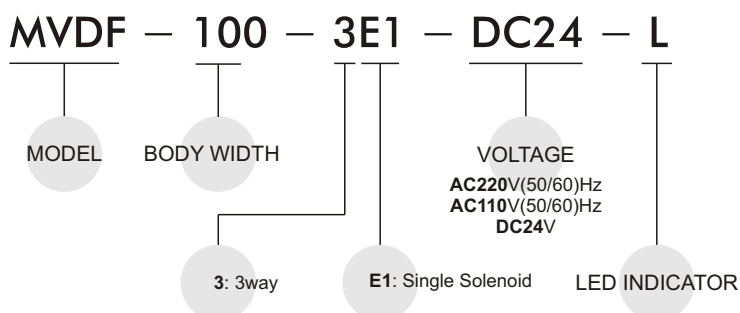 MVDF - 100 - 3E1 - DC24 - L
MODEL
BODY WIDTH
VOLTAGE
AC220V(50/60)Hz
AC110V(50/60)Hz
DC24V
3: 3way
E1: Single Solenoid
LED INDICATOR